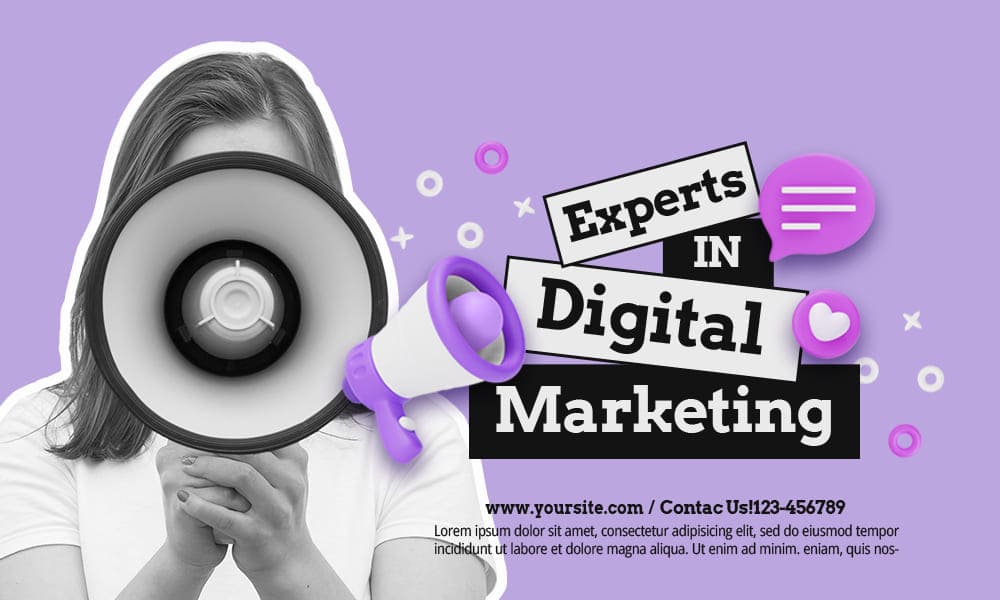 Experts
IN
Digital
Marketing
www.yoursite.com / Contac Us!123-456789
Lorem ipsum dolor sit amet, consectetur adipisicing elit, sed do eiusmod tempor
incididunt ut labore et dolore magna aliqua. Ut enim ad minim. eniam, quis nos-